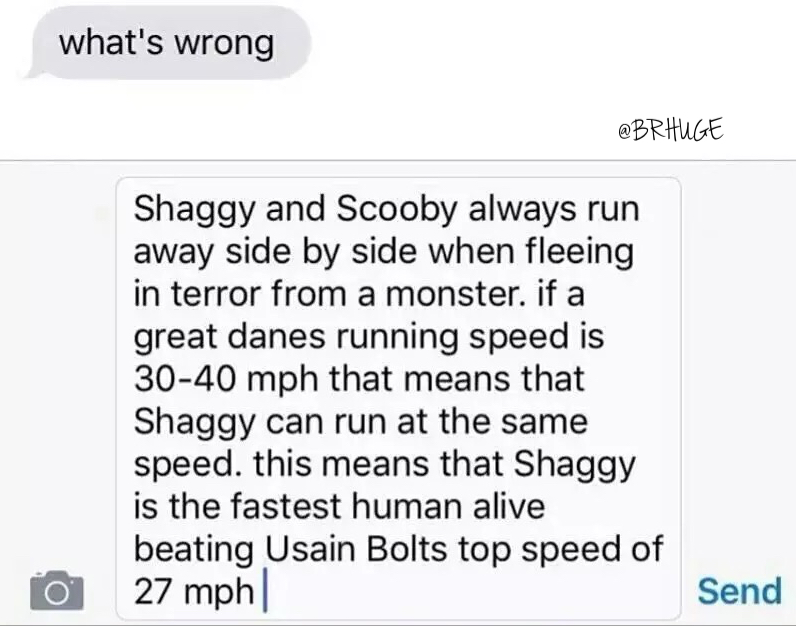 what's wrong
@BRHUGE
Shaggy and Scooby always run
away side by side when fleeing
in terror from a monster. if a
great danes running speed is
30-40 mph that means that
Shaggy can run at the same
speed. this means that Shaggy
is the fastest human alive
beating Usain Bolts top speed of
27 mph
Send